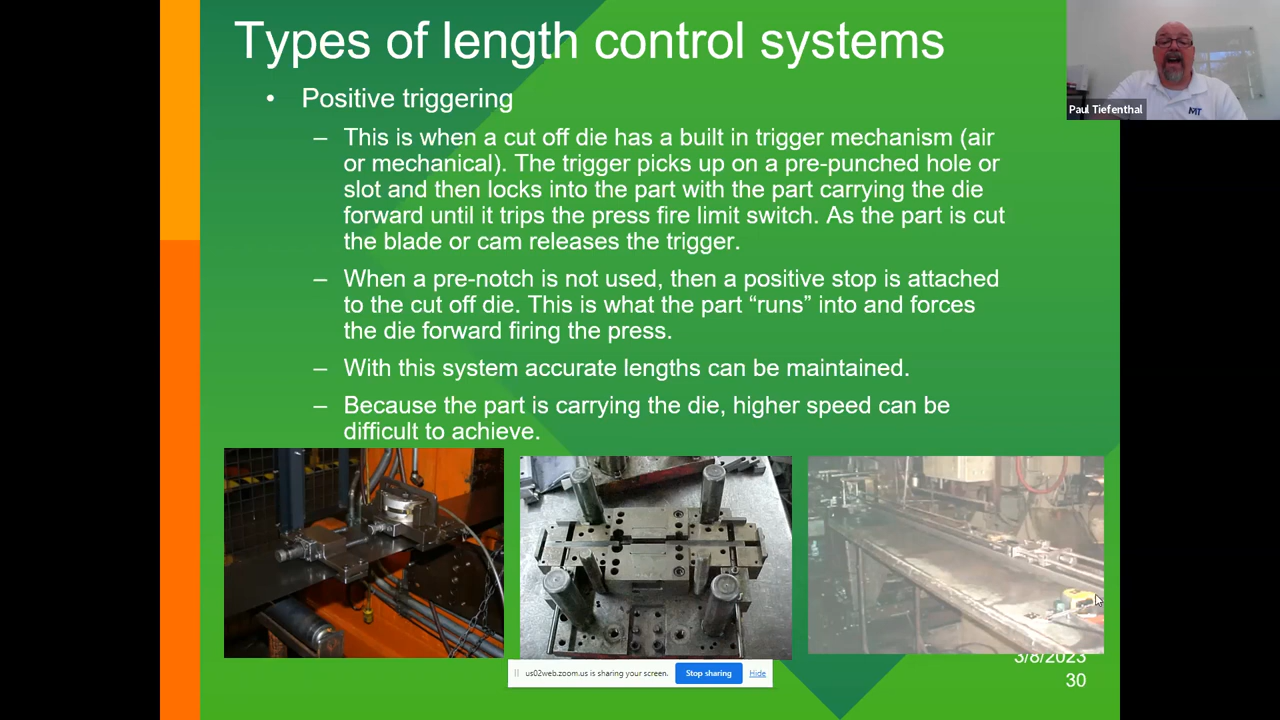 Types of length control systems
• Positive triggering
– This is when a cut off die has a built in trigger mechanism (air
or mechanical). The trigger picks up on a pre-punched hole or
slot and then locks into the part with the part carrying the die
forward until it trips the press fire limit switch. As the part is cut
the blade or cam releases the trigger.
– When a pre-notch is not used, then a positive stop is attached
to the cut off die. This is what the part “runs” into and forces
the die forward firing the press.
– With this system accurate lengths can be maintained.
– Because the part is carrying the die, higher speed can be
difficult to achieve.
Paul Tiefenthal
us02web.zoom.us is sharing your screen.
Stop sharing
Hide
3/8/2023
30